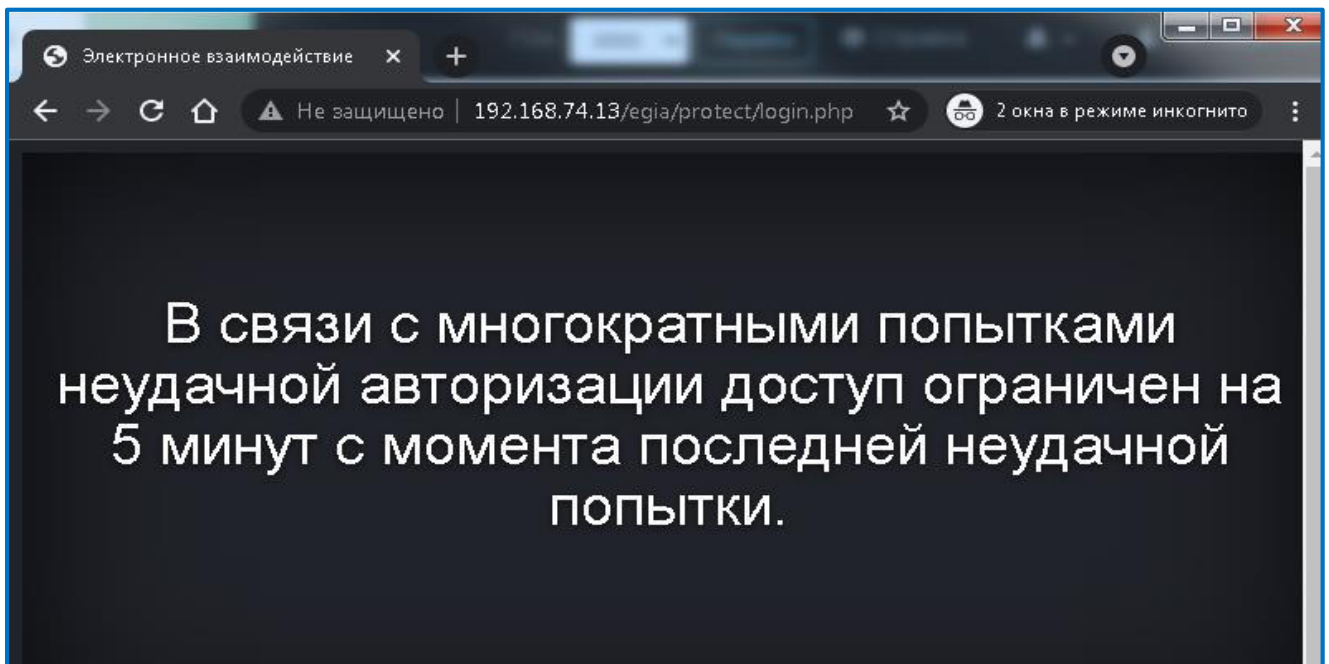 Электронное взаимодействие
Не защищено | 192.168.74.13/egia/protect/login.php
2 окна в режиме инкогнито
В связи с многократными попытками
неудачной авторизации доступ ограничен на
5 минут с момента последней неудачной
попытки.